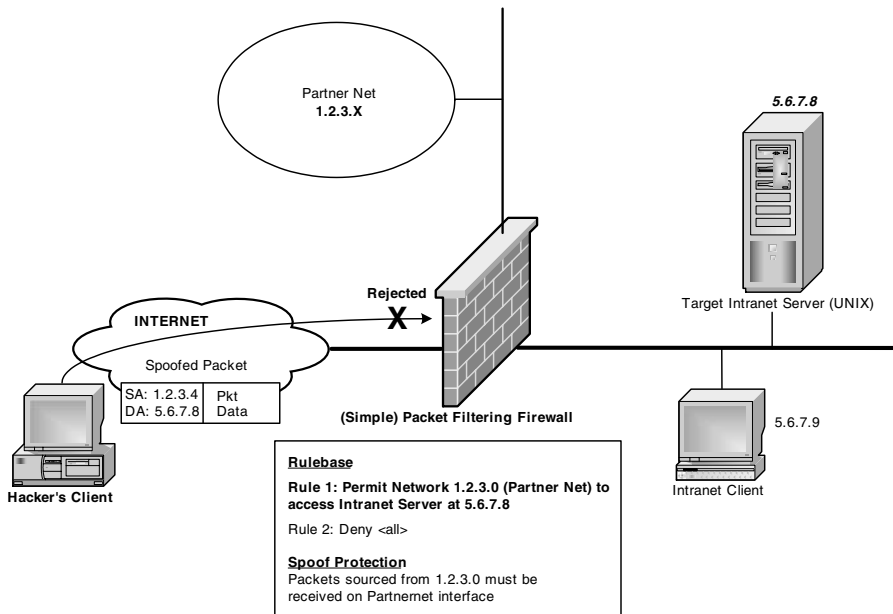 Partner Net
1.2.3.X
5.6.7.8
Target Intranet Server (UNIX)
Rejected
X
INTERNET
Spoofed Packet
SA: 1.2.3.4
DA: 5.6.7.8
Pkt
Data
(Simple) Packet Filtering Firewall
Hacker's Client
5.6.7.9
Intranet Client
Rulebase
Rule 1: Permit Network 1.2.3.0 (Partner Net) to
access Intranet Server at 5.6.7.8
Rule 2: Deny <all>
Spoof Protection
Packets sourced from 1.2.3.0 must be
received on Partnernet interface